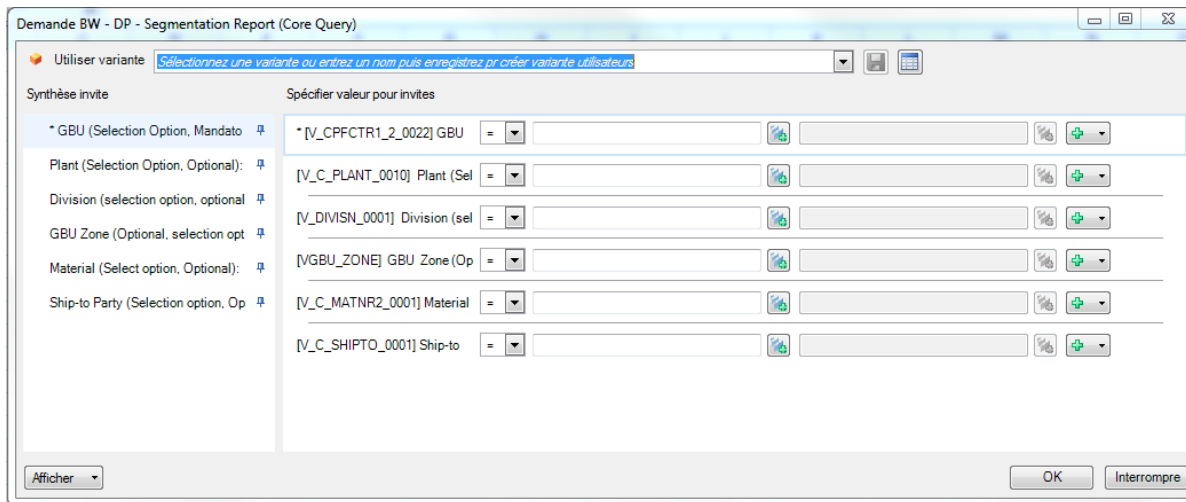 Demande BW - DP - Segmentation Report (Core Query)
Utiliser variante Sélectionnez une variante ou entrez un nom puis enregistrez pr créer variante utilisateurs
Synthèse invite Spécifier valeur pour invites
* GBU (Selection Option, Mandato * [V_CPFCTR1_2_0022] GBU =
Plant (Selection Option, Optional): [V_C_PLANT_0010] Plant (Sel =
Division (selection option, optional [V_DIVISN_0001] Division (sel =
GBU Zone (Optional, selection opt [VGBU_ZONE] GBU Zone (Op =
Material (Select option, Optional): [V_C_MATNR2_0001] Material =
Ship-to Party (Selection option, Op [V_C_SHIPTO_0001] Ship-to =
Afficher OK Interrompre